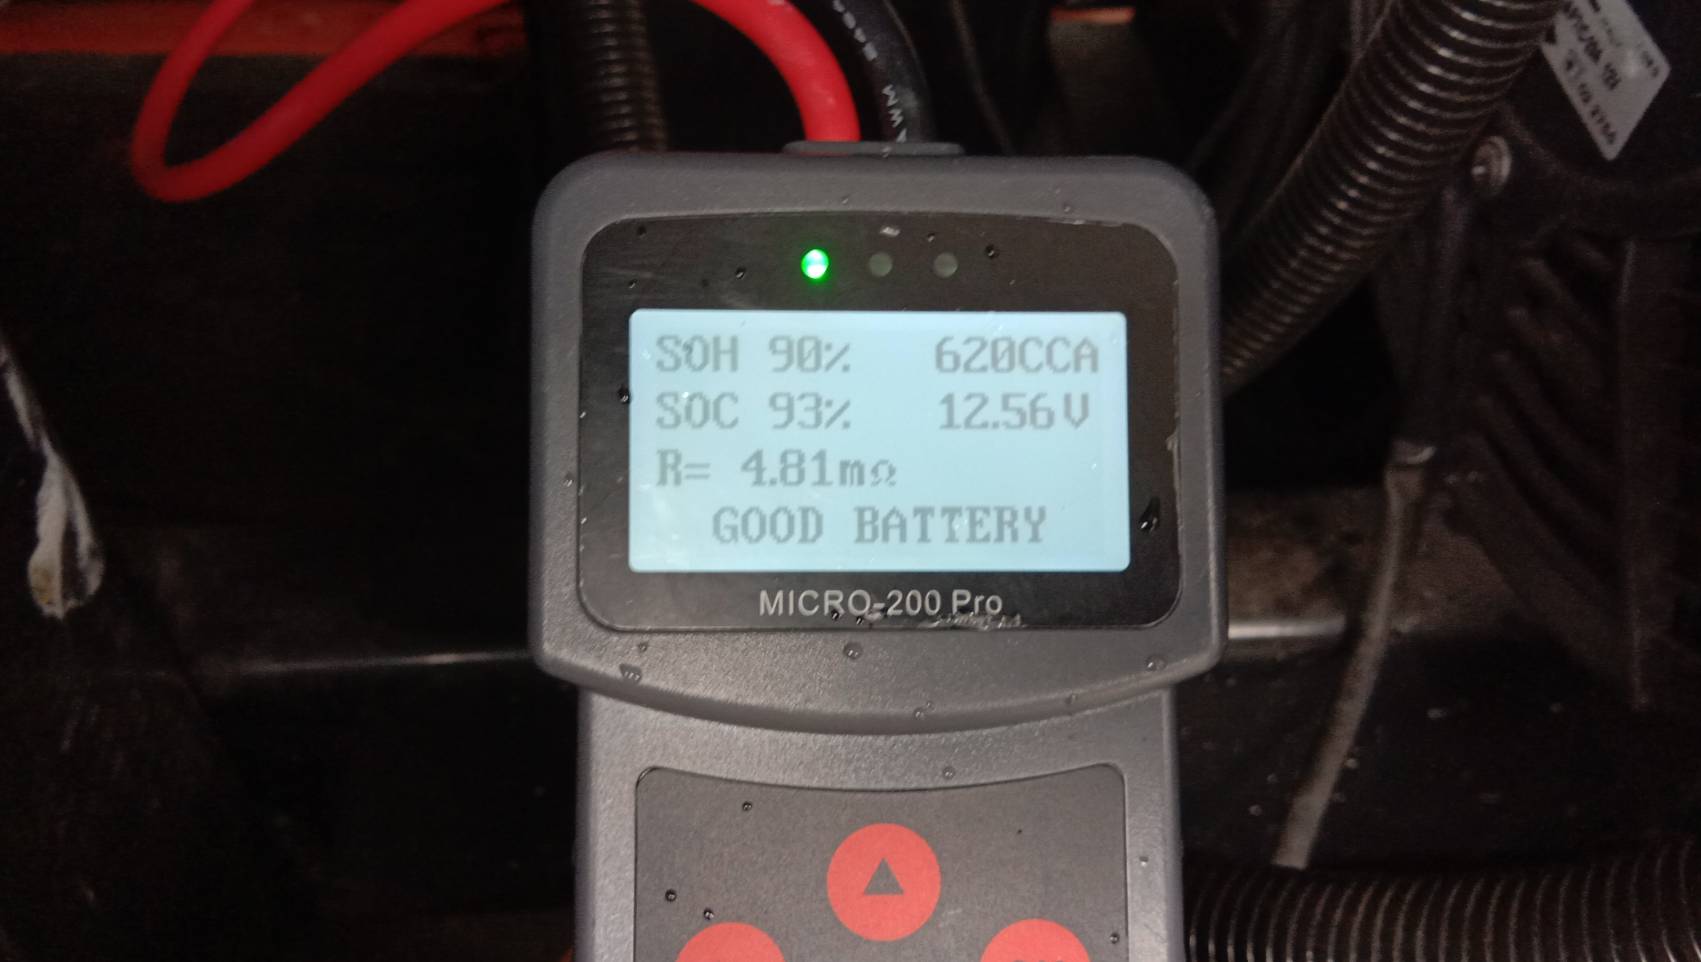 SOH 90% 620CCA
SOC 93% 12.56V
R= 4.81mΩ
GOOD BATTERY
MICRO-200 Pro